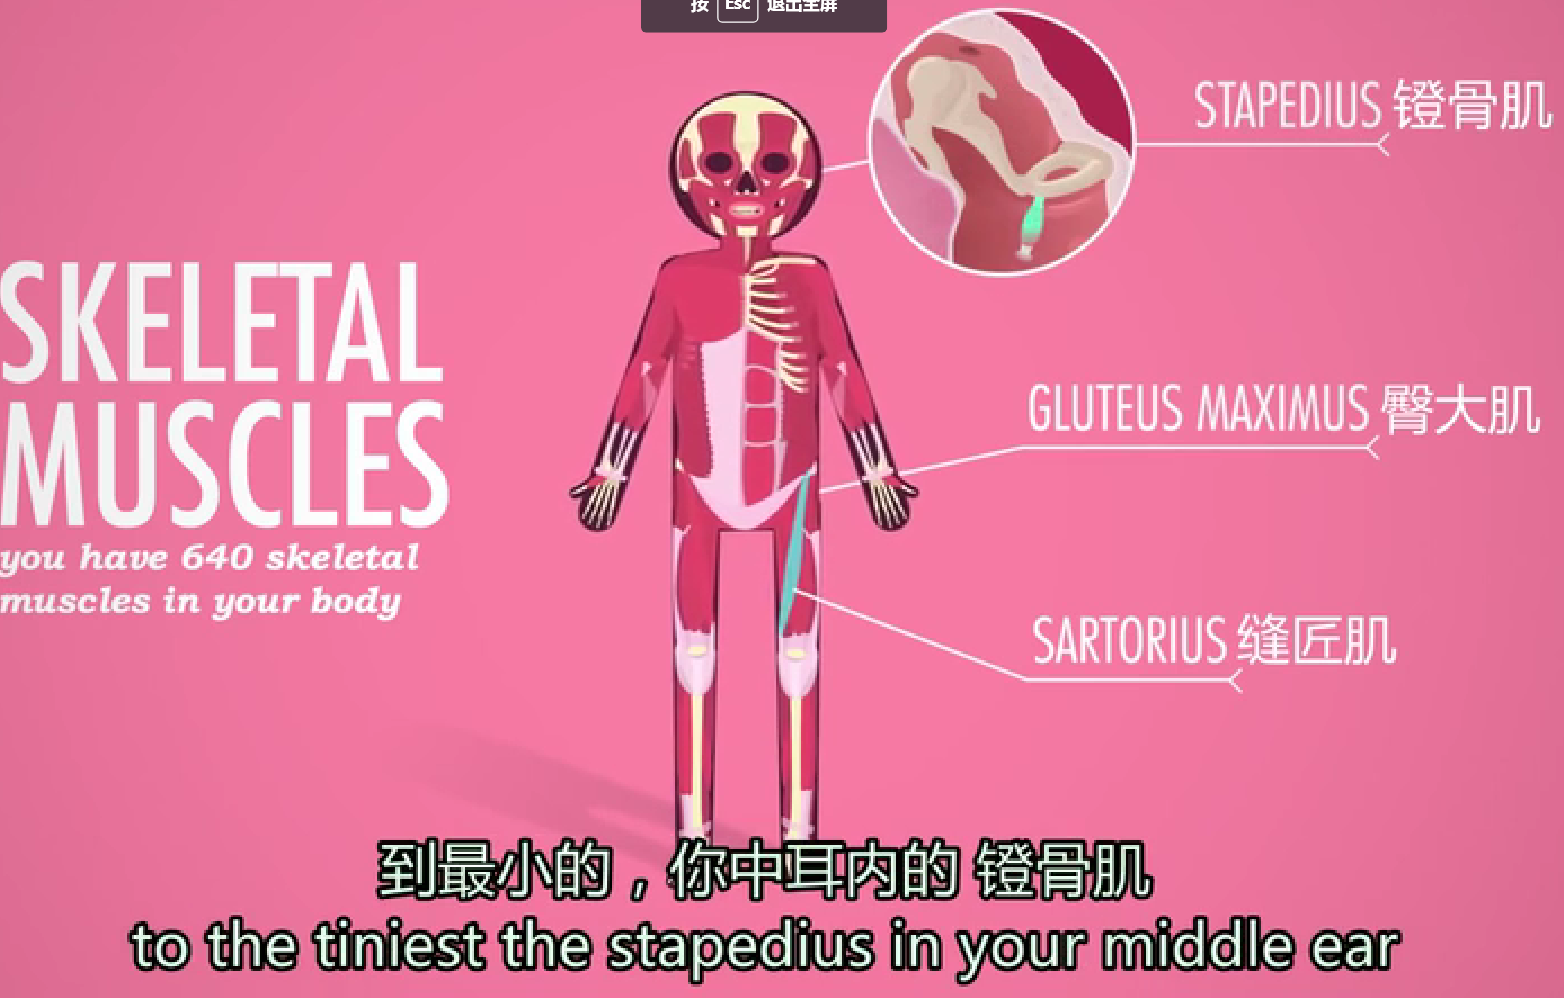 按 Esc 退出全屏
STAPEDIUS 镫骨肌
SKELETAL
MUSCLES
you have 640 skeletal
muscles in your body
GLUTEUS MAXIMUS 臀大肌
SARTORIUS 缝匠肌
到最小的，你中耳内的 镫骨肌
to the tiniest the stapedius in your middle ear